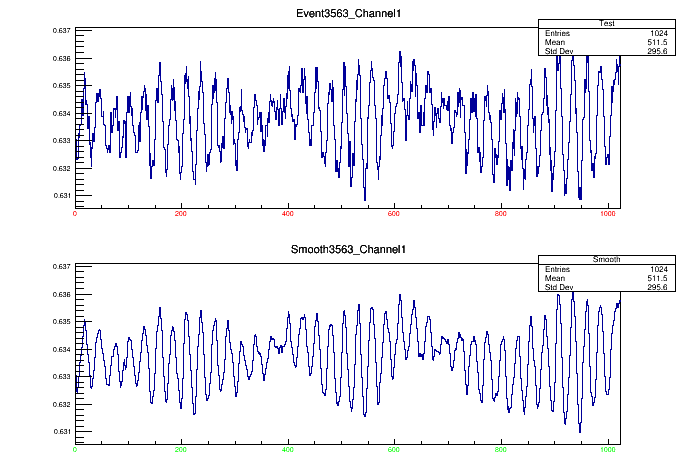 Event3563_Channel1
Test
Entries 1024
Mean 511.5
Std Dev 295.6
0.637
0.636
0.635
0.634
0.633
0.632
0.631
0 200 400 600 800 1000
Smooth3563_Channel1
Smooth
Entries 1024
Mean 511.5
Std Dev 295.6
0.637
0.636
0.635
0.634
0.633
0.632
0.631
0 200 400 600 800 1000